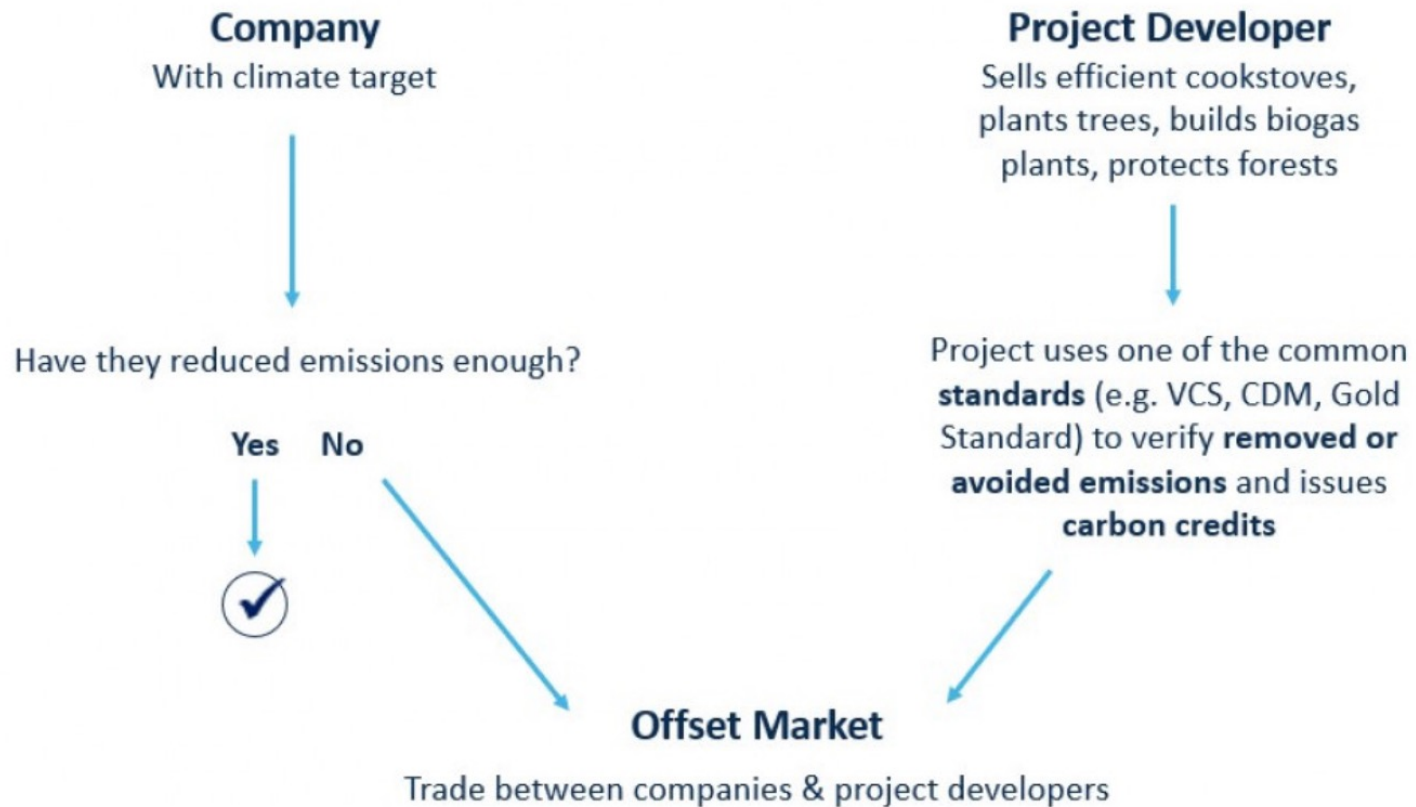 Company
With climate target
Have they reduced emissions enough?
Yes No
Project Developer
Sells efficient cookstoves,
plants trees, builds biogas
plants, protects forests
Project uses one of the common
standards (e.g. VCS, CDM, Gold
Standard) to verify removed or
avoided emissions and issues
carbon credits
Offset Market
Trade between companies & project developers